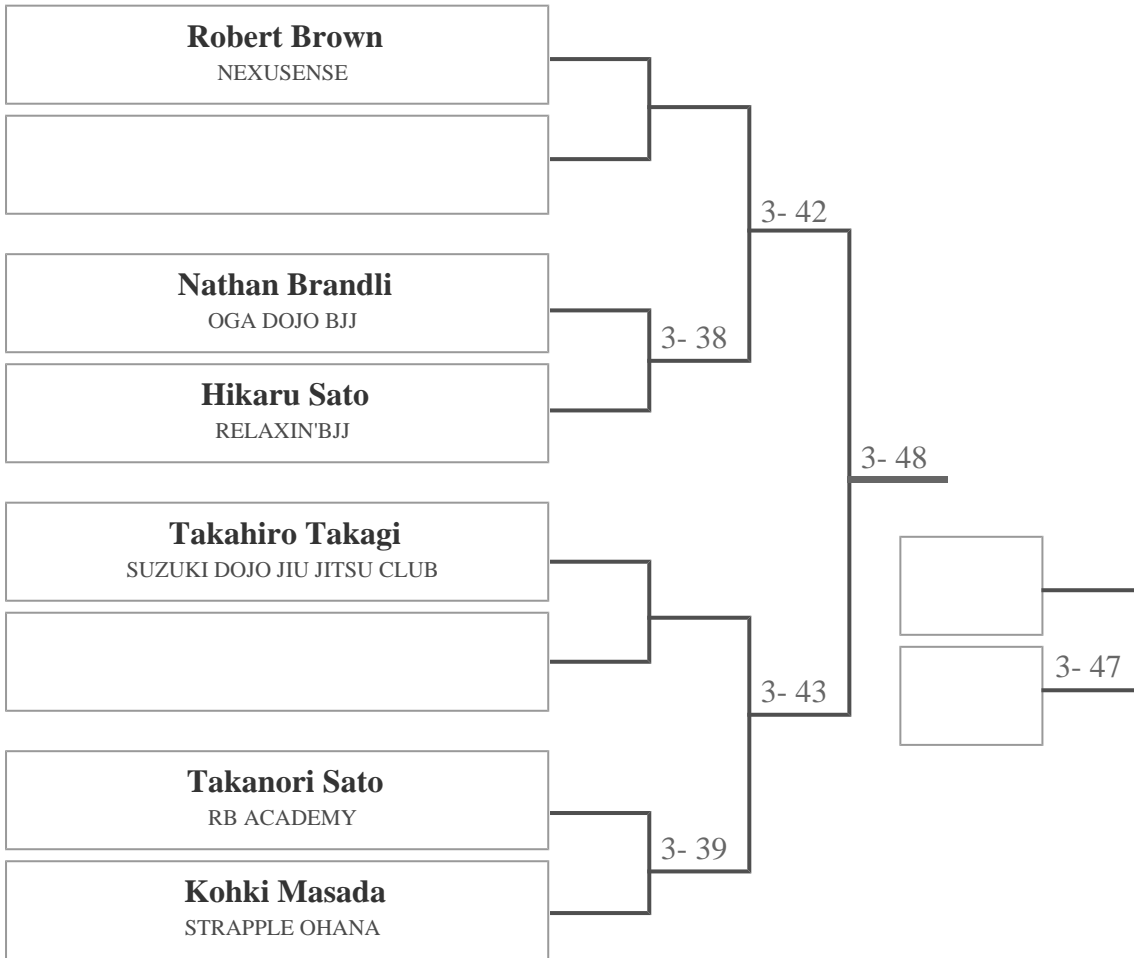 Robert Brown
NEXUSENSE
3- 42
Nathan Brandli
OGA DOJO BJJ
3- 38
Hikaru Sato
RELAXIN'BJJ
3- 48
Takahiro Takagi
SUZUKI DOJO JIU JITSU CLUB
3- 47
3- 43
Takanori Sato
RB ACADEMY
3- 39
Kohki Masada
STRAPPLE OHANA